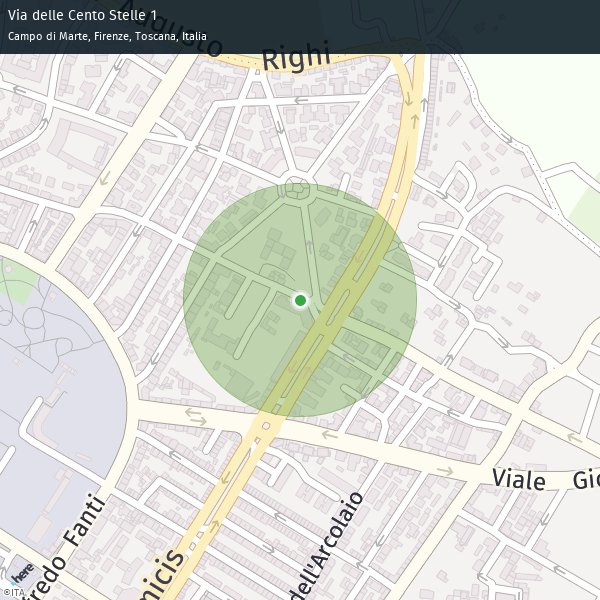 Via delle Cento Stelle 1
Campo di Marte, Firenze, Toscana, Italia
Augusto
Righi
Viale Gio
dell'Arcolaio
redo Fanti
nicis
here
©ITA